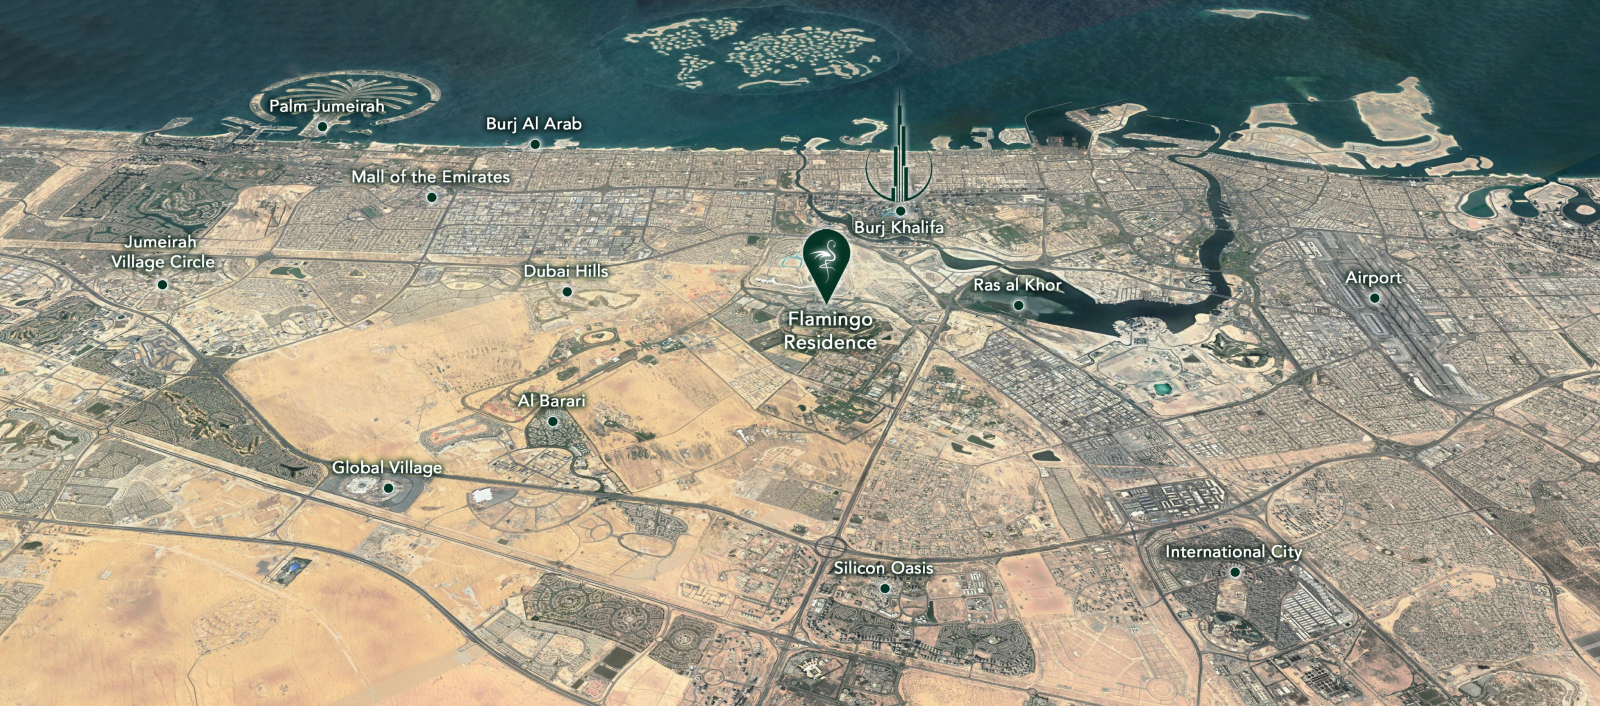 Palm Jumeirah
Burj Al Arab
Mall of the Emirates
Burj Khalifa
Jumeirah
Village Circle
Dubai Hills
Ras al Khor
Airport
Flamingo
Residence
Al Barari
Global Village
International City
Silicon Oasis